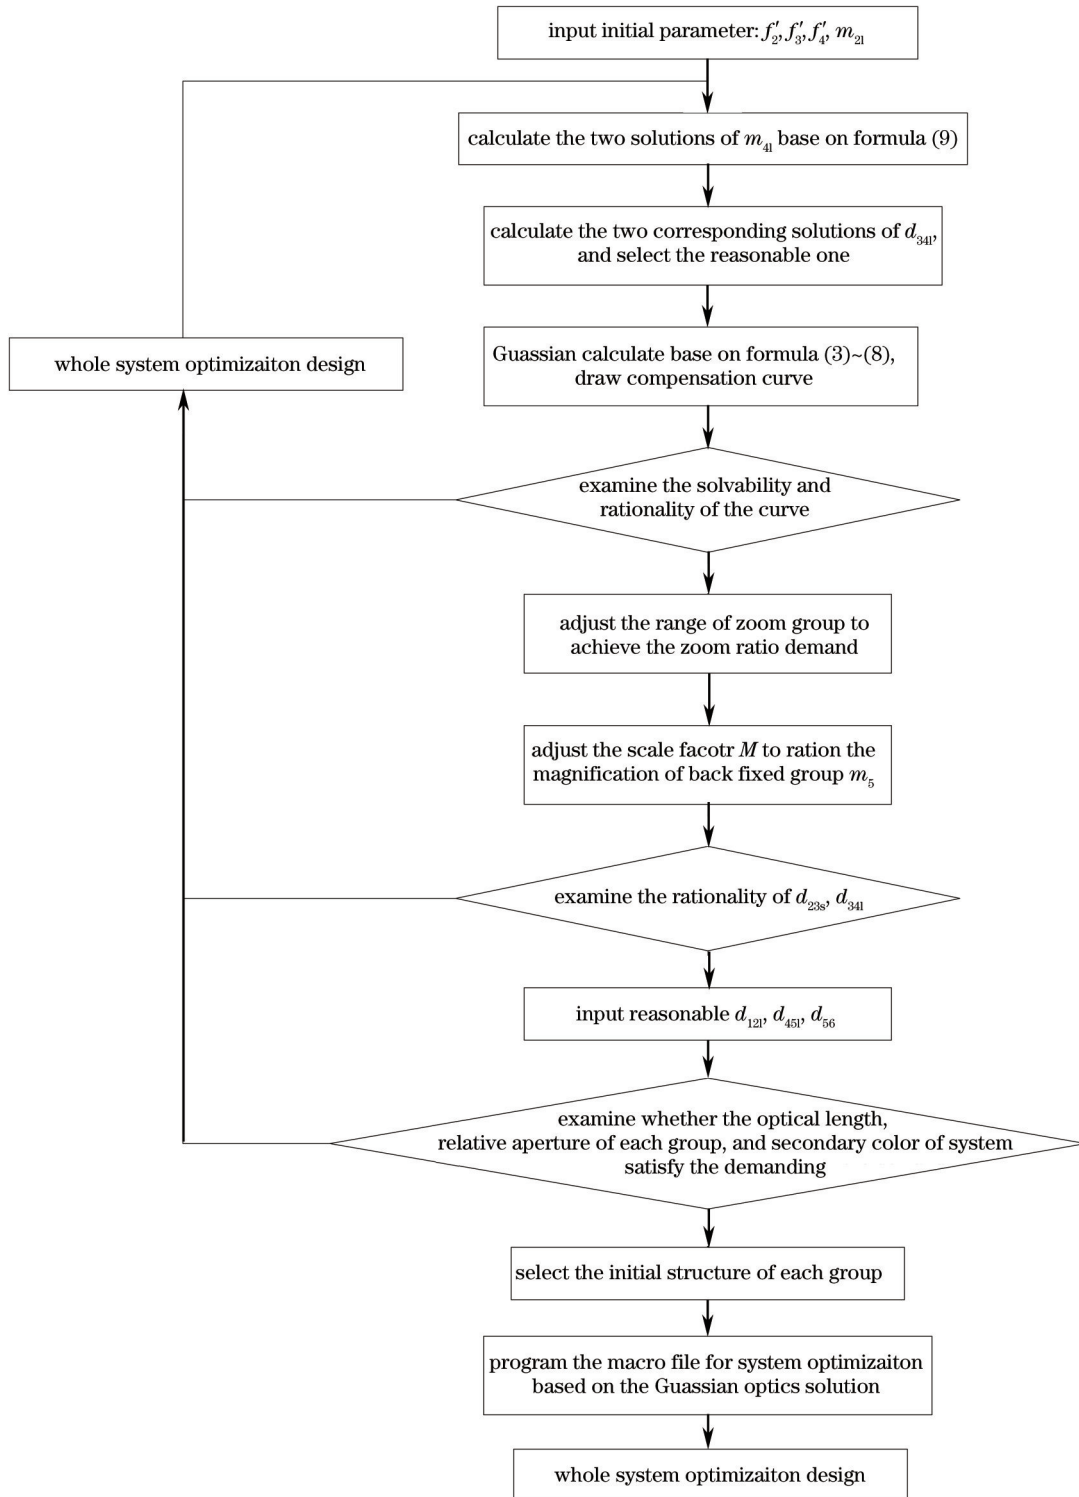 input initial parameter: f′₂, f′₃, f′₄, m₂ₗ
calculate the two solutions of m₄ₗ base on formula (9)
calculate the two corresponding solutions of d₃₄ₗ,
and select the reasonable one
whole system optimizaiton design
Guassian calculate base on formula (3)~(8),
draw compensation curve
examine the solvability and
rationality of the curve
adjust the range of zoom group to
achieve the zoom ratio demand
adjust the scale facotr M to ration the
magnification of back fixed group m₅
examine the rationality of d₂₃ₛ, d₃₄ₗ
input reasonable d₁₂ₗ, d₄₅ₗ, d₅₆
examine whether the optical length,
relative aperture of each group, and secondary color of system
satisfy the demanding
select the initial structure of each group
program the macro file for system optimizaiton
based on the Guassian optics solution
whole system optimizaiton design